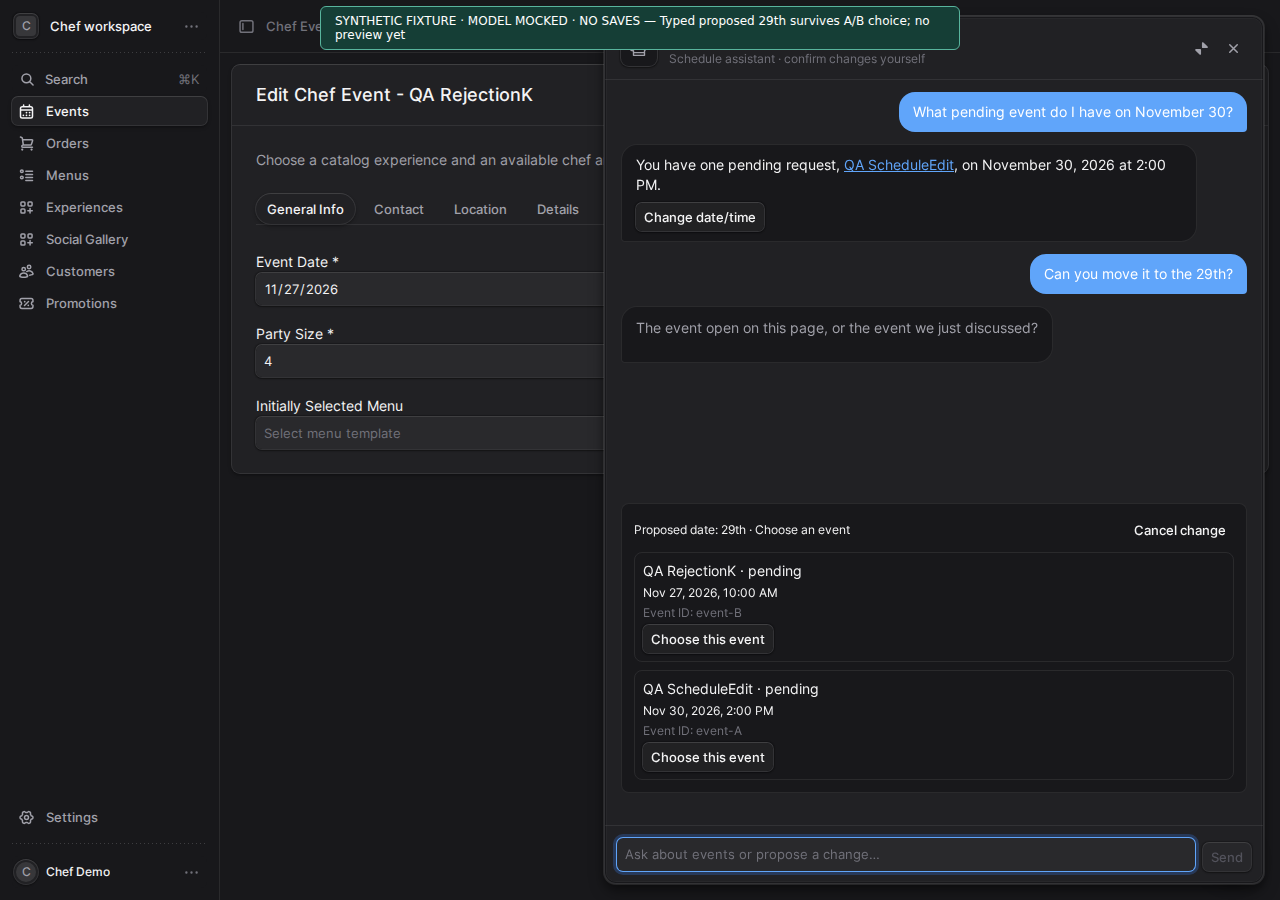 C Chef workspace ...
Search ⌘K
Events
Orders
Menus
Experiences
Social Gallery
Customers
Promotions
Settings
C Chef Demo ...
SYNTHETIC FIXTURE · MODEL MOCKED · NO SAVES — Typed proposed 29th survives A/B choice; no
preview yet
Edit Chef Event - QA RejectionK
Choose a catalog experience and an available chef
General Info Contact Location Details
Event Date *
11/27/2026
Party Size *
4
Initially Selected Menu
Select menu template
Schedule assistant · confirm changes yourself
What pending event do I have on November 30?
You have one pending request, QA ScheduleEdit, on November 30, 2026 at 2:00
PM.
Change date/time
Can you move it to the 29th?
The event open on this page, or the event we just discussed?
Proposed date: 29th · Choose an event Cancel change
QA RejectionK · pending
Nov 27, 2026, 10:00 AM
Event ID: event-B
Choose this event
QA ScheduleEdit · pending
Nov 30, 2026, 2:00 PM
Event ID: event-A
Choose this event
Ask about events or propose a change... Send